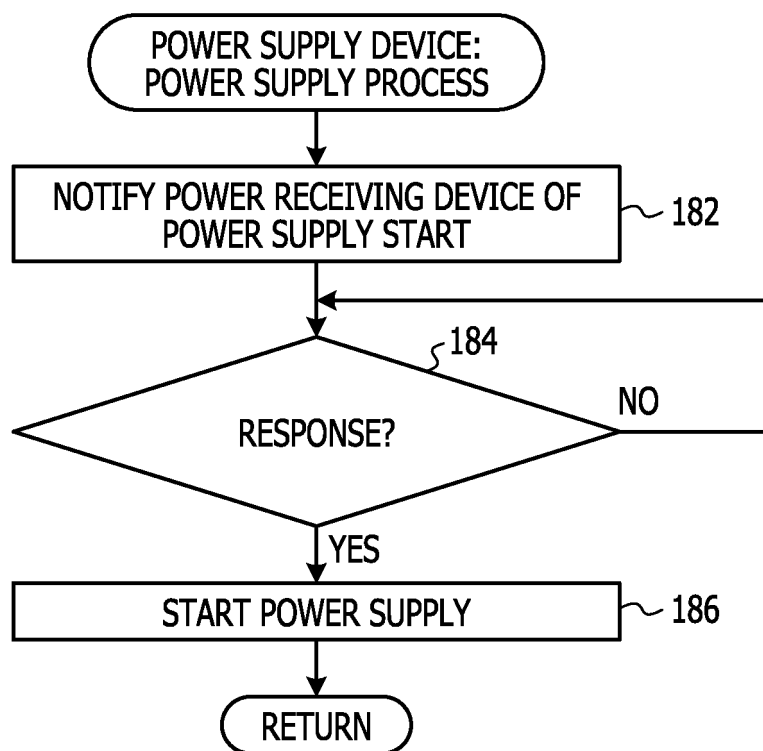 POWER SUPPLY DEVICE:
POWER SUPPLY PROCESS
NOTIFY POWER RECEIVING DEVICE OF
POWER SUPPLY START
182
184
RESPONSE?
NO
YES
START POWER SUPPLY
186
RETURN